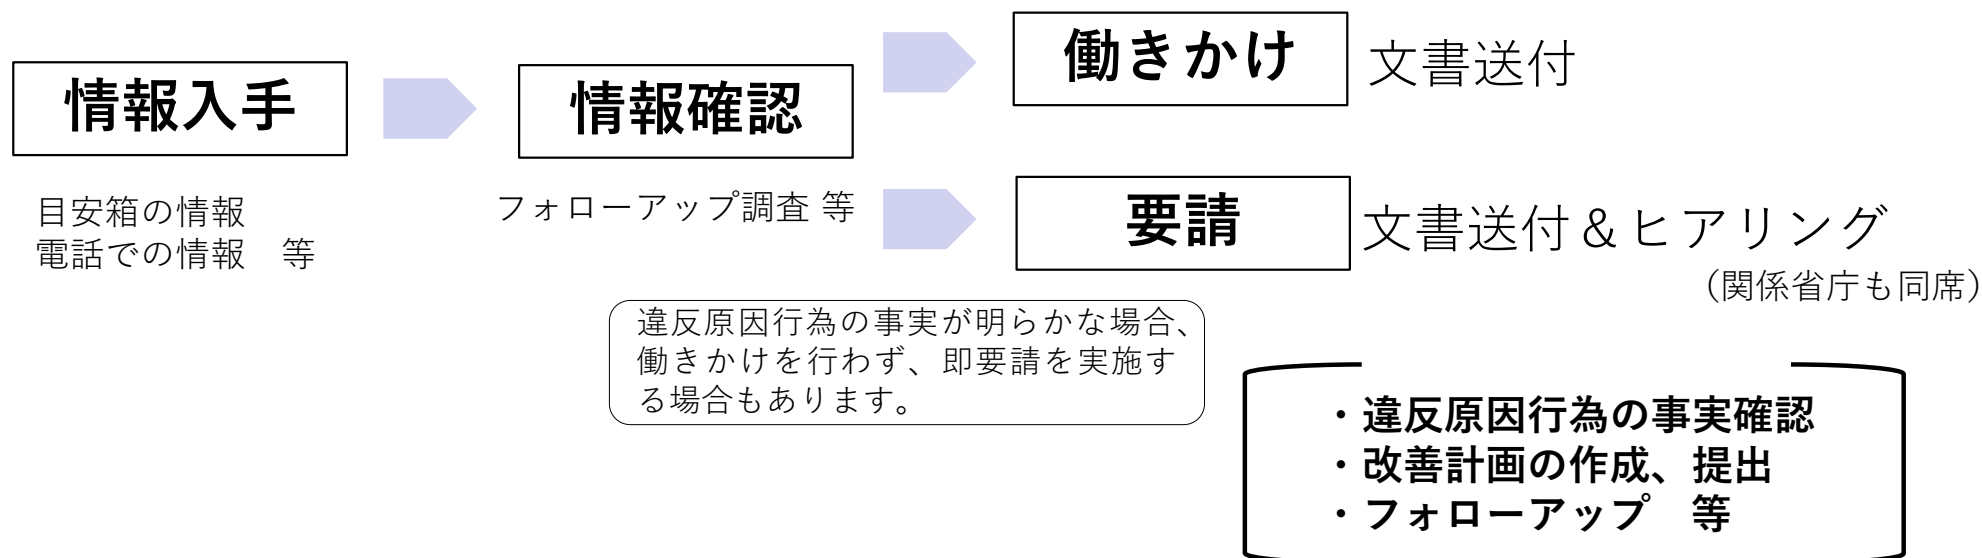 情報入手
目安箱の情報
電話での情報　等
情報確認
フォローアップ調査 等
働きかけ
文書送付
要請
文書送付＆ヒアリング
（関係省庁も同席）
違反原因行為の事実が明らかな場合、
働きかけを行わず、即要請を実施す
る場合もあります。
・違反原因行為の事実確認
・改善計画の作成、提出
・フォローアップ　等